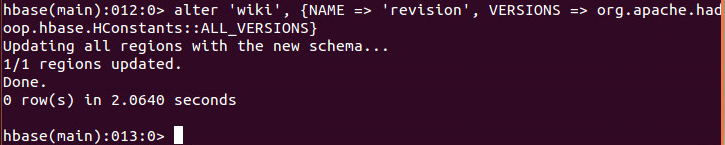 hbase(main):012:0> alter 'wiki', {NAME => 'revision', VERSIONS => org.apache.had
oop.hbase.HConstants::ALL_VERSIONS}
Updating all regions with the new schema...
1/1 regions updated.
Done.
0 row(s) in 2.0640 seconds
hbase(main):013:0>